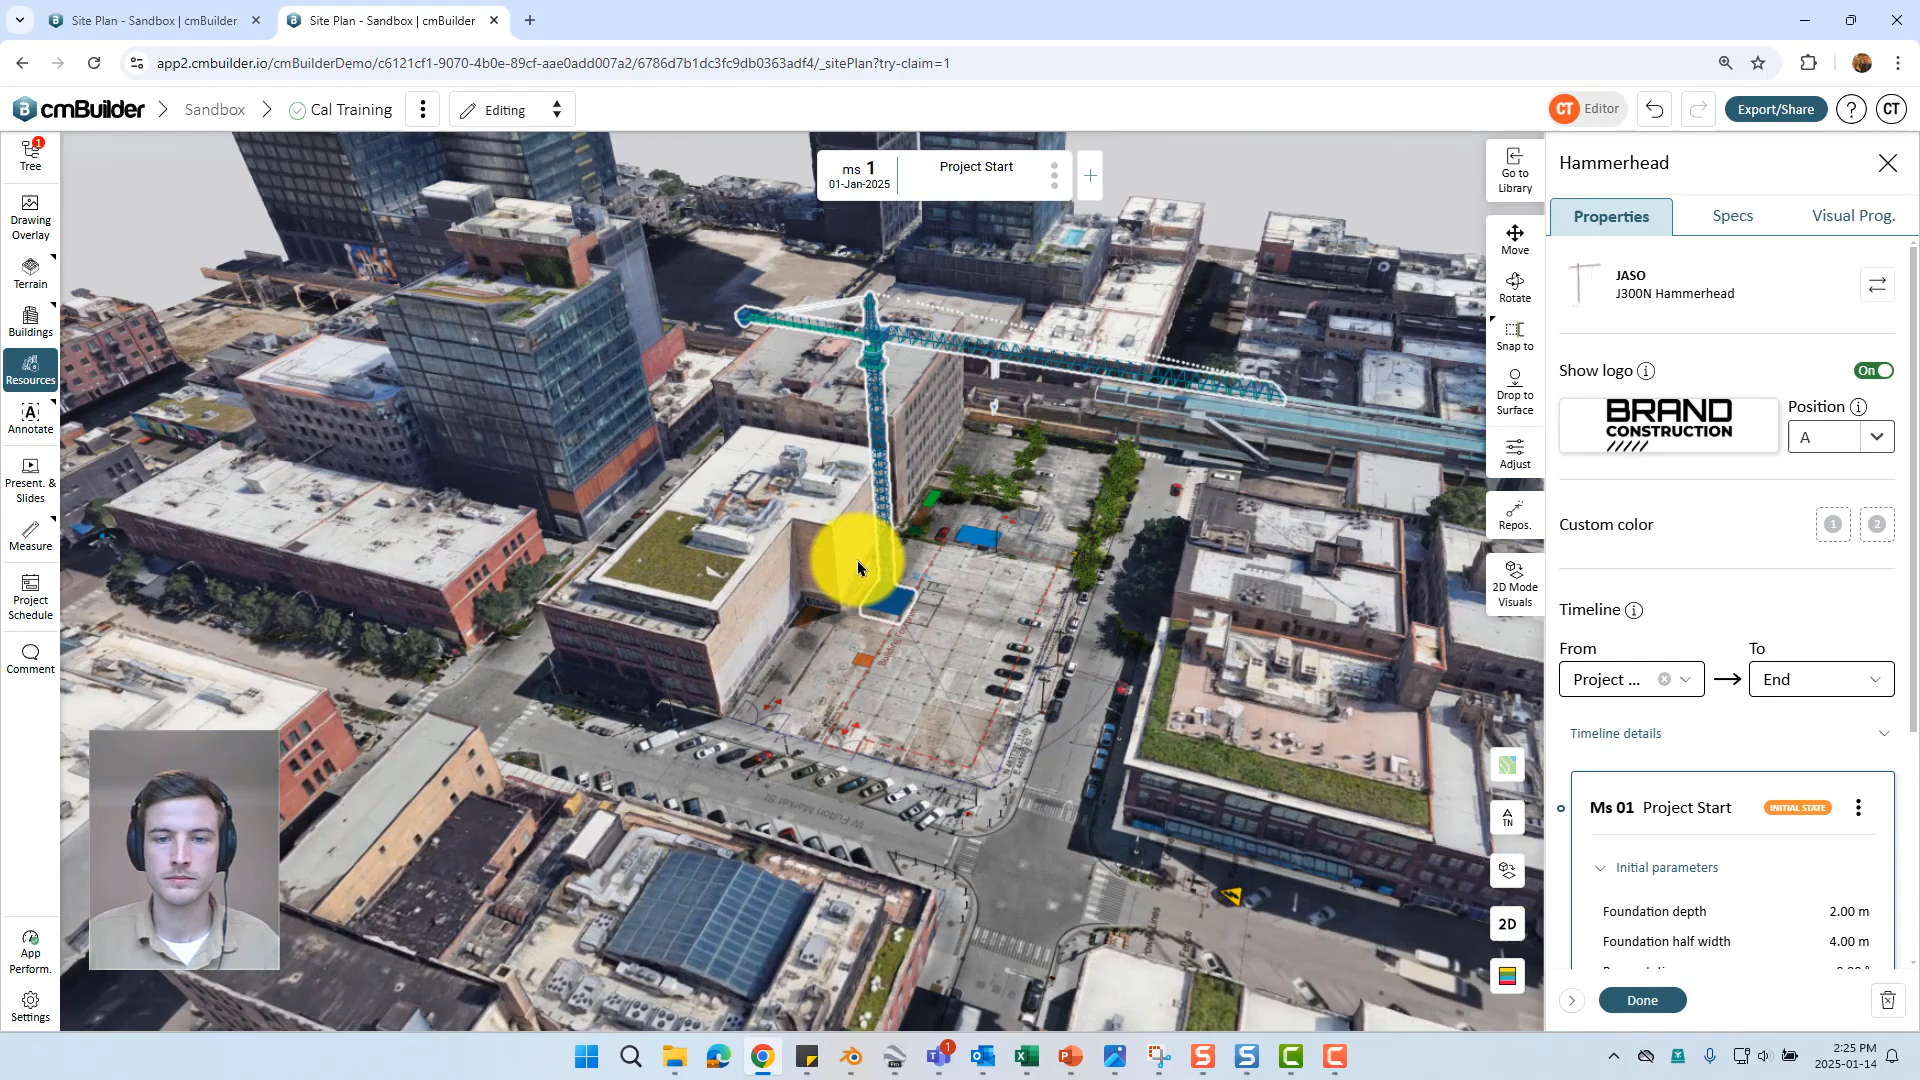 Site Plan - Sandbox | cmBuilder
Site Plan - Sandbox | cmBuilder
app2.cmbuilder.io/cmBuilderDemo/c6121cf1-9070-4b0e-89cf-aae0add007a2/6786d7b1dc3fc9db0363adf4/_sitePlan?try-claim=1
B cmBuilder
Sandbox
Cal Training
Editing
CT Editor
Export/Share
?
CT
1
Tree
Drawing
Overlay
Terrain
Buildings
Resources
A
Annotate
Present. &
Slides
Measure
Project
Schedule
Comment
App
Perform.
Settings
ms 1
01-Jan-2025
Project Start
+
Go to
Library
Move
Rotate
Snap to
Drop to
Surface
Adjust
Repos.
2D Mode
Visuals
TN
2D
W Fulton Market St
Hammerhead
Properties
Specs
Visual Prog.
JASO
J300N Hammerhead
Show logo
On
BRAND
CONSTRUCTION
Position
A
Custom color
1
2
Timeline
From
To
Project ...
End
Timeline details
Ms 01 Project Start
INITIAL STATE
Initial parameters
Foundation depth 2.00 m
Foundation half width 4.00 m
Done
1
2:25 PM
2025-01-14